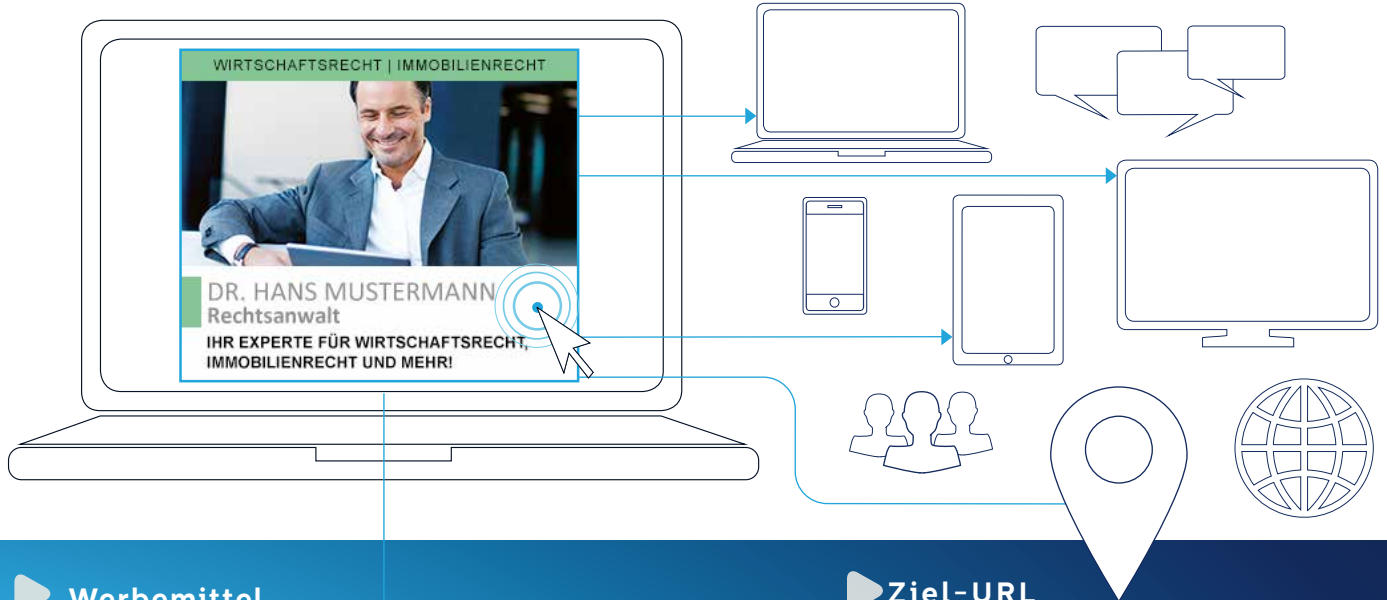 WIRTSCHAFTSRECHT | IMMOBILIENRECHT
DR. HANS MUSTERMANN
Rechtsanwalt
IHR EXPERTE FÜR WIRTSCHAFTSRECHT,
IMMOBILIENRECHT UND MEHR!
Werbemittel
Ziel-URL